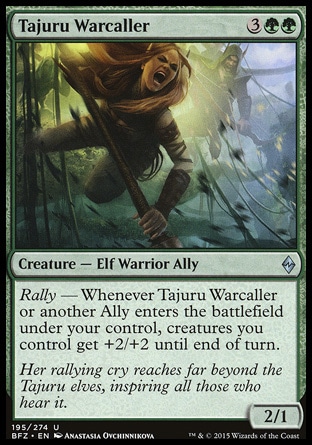 Tajuru Warcaller 3
Creature — Elf Warrior Ally
Rally — Whenever Tajuru Warcaller
or another Ally enters the battlefield
under your control, creatures you
control get +2/+2 until end of turn.
Her rallying cry reaches far beyond the
Tajuru elves, inspiring all those who
hear it.
2/1
195/274 U
BFZ • EN Anastasia Ovchinnikova
™ & © 2015 Wizards of the Coast